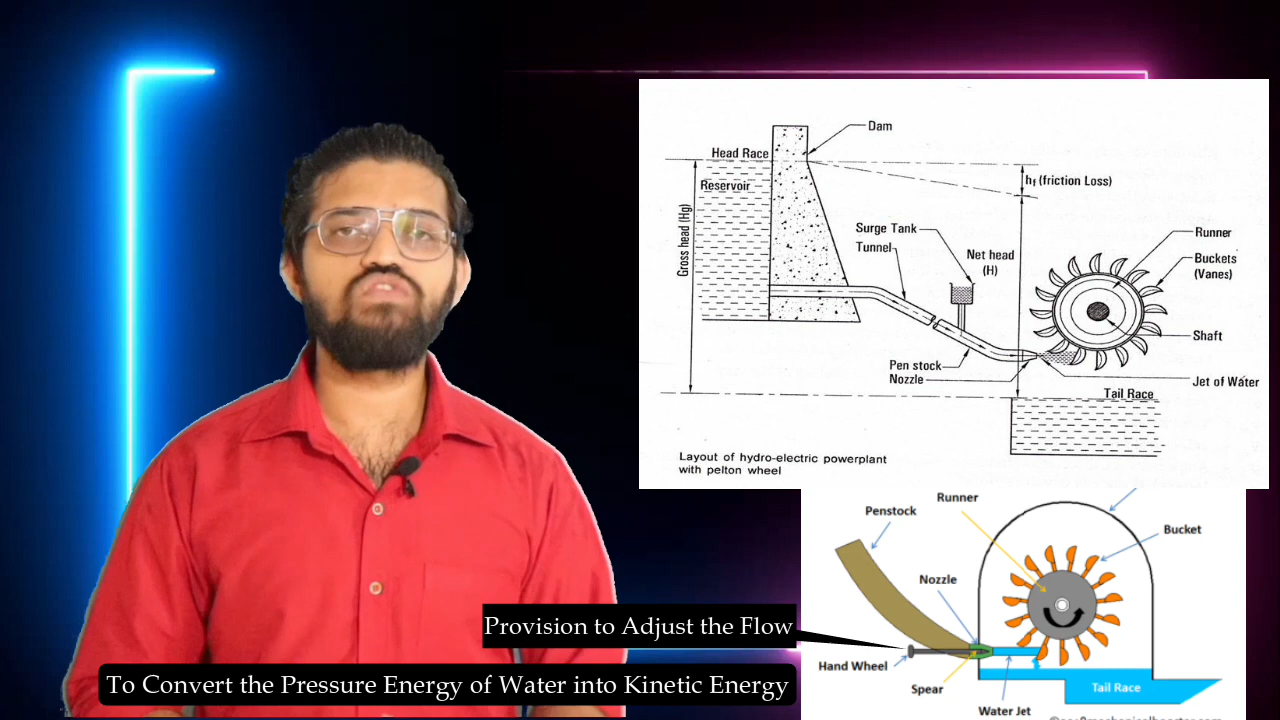 Dam
Head Race
Reservoir
hf (friction Loss)
Gross head (Hg)
Surge Tank
Tunnel
Net head
(H)
Runner
Buckets
(Vanes)
Shaft
Pen stock
Nozzle
Jet of Water
Tail Race
Layout of hydro-electric powerplant
with pelton wheel
Runner
Penstock
Bucket
Nozzle
Provision to Adjust the Flow
Hand Wheel
Spear
To Convert the Pressure Energy of Water into Kinetic Energy
Tail Race
Water Jet